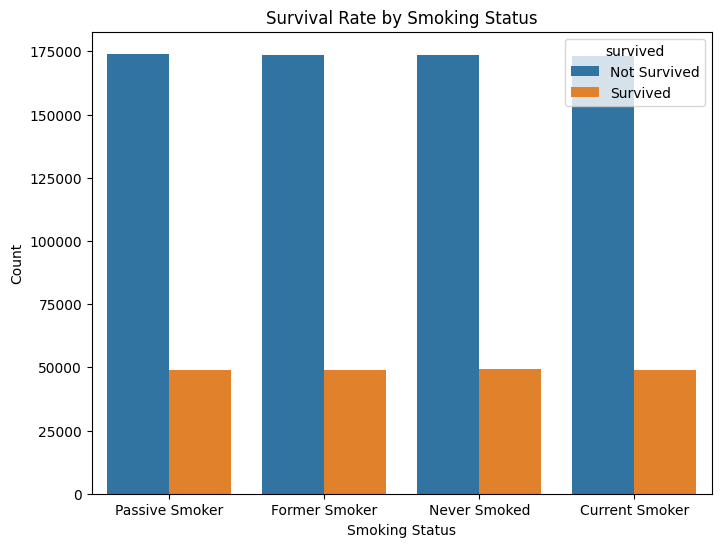 Survival Rate by Smoking Status
survived
Not Survived
Survived
175000
150000
125000
100000
75000
50000
25000
0
Count
Passive Smoker
Former Smoker
Never Smoked
Current Smoker
Smoking Status